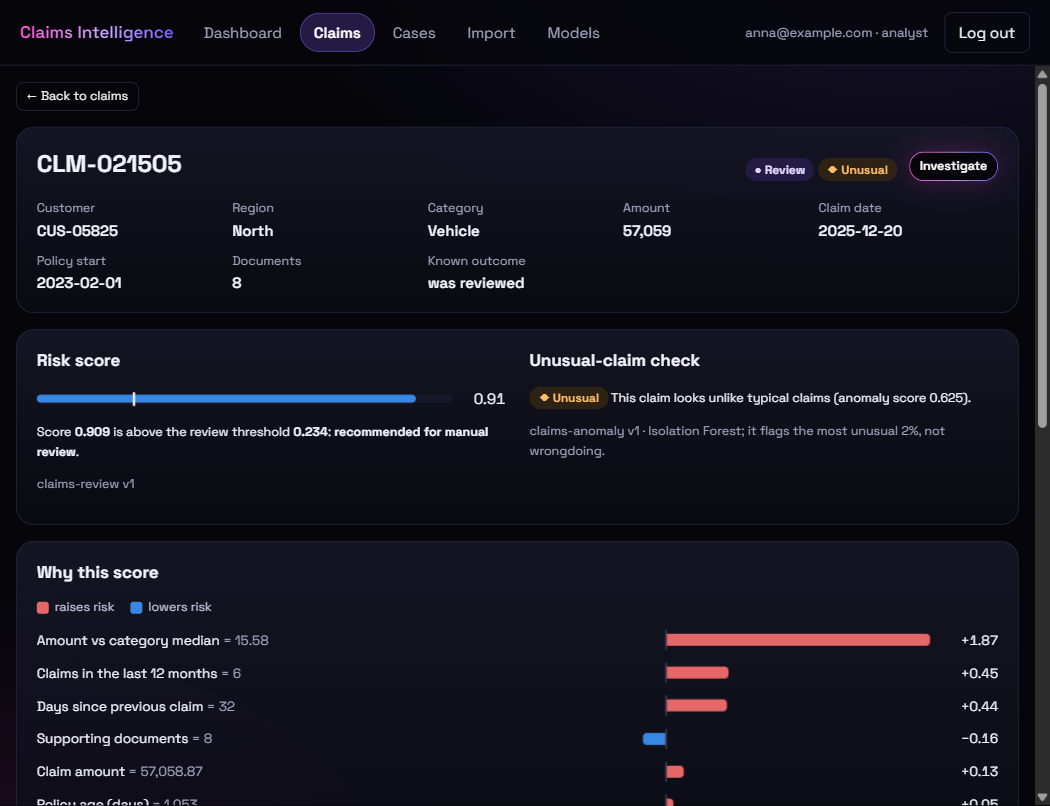 Claims Intelligence Dashboard Claims Cases Import Models anna@example.com · analyst Log out
← Back to claims
CLM-021505
Review Unusual Investigate
Customer Region Category Amount Claim date
CUS-05825 North Vehicle 57,059 2025-12-20
Policy start Documents Known outcome
2023-02-01 8 was reviewed
Risk score
0.91
Score 0.909 is above the review threshold 0.234: recommended for manual
review.
claims-review v1
Unusual-claim check
Unusual This claim looks unlike typical claims (anomaly score 0.625).
claims-anomaly v1 · Isolation Forest; it flags the most unusual 2%, not
wrongdoing.
Why this score
raises risk lowers risk
Amount vs category median = 15.58 +1.87
Claims in the last 12 months = 6 +0.45
Days since previous claim = 32 +0.44
Supporting documents = 8 −0.16
Claim amount = 57,058.87 +0.13
Policy age (days) = 1,053 +0.05